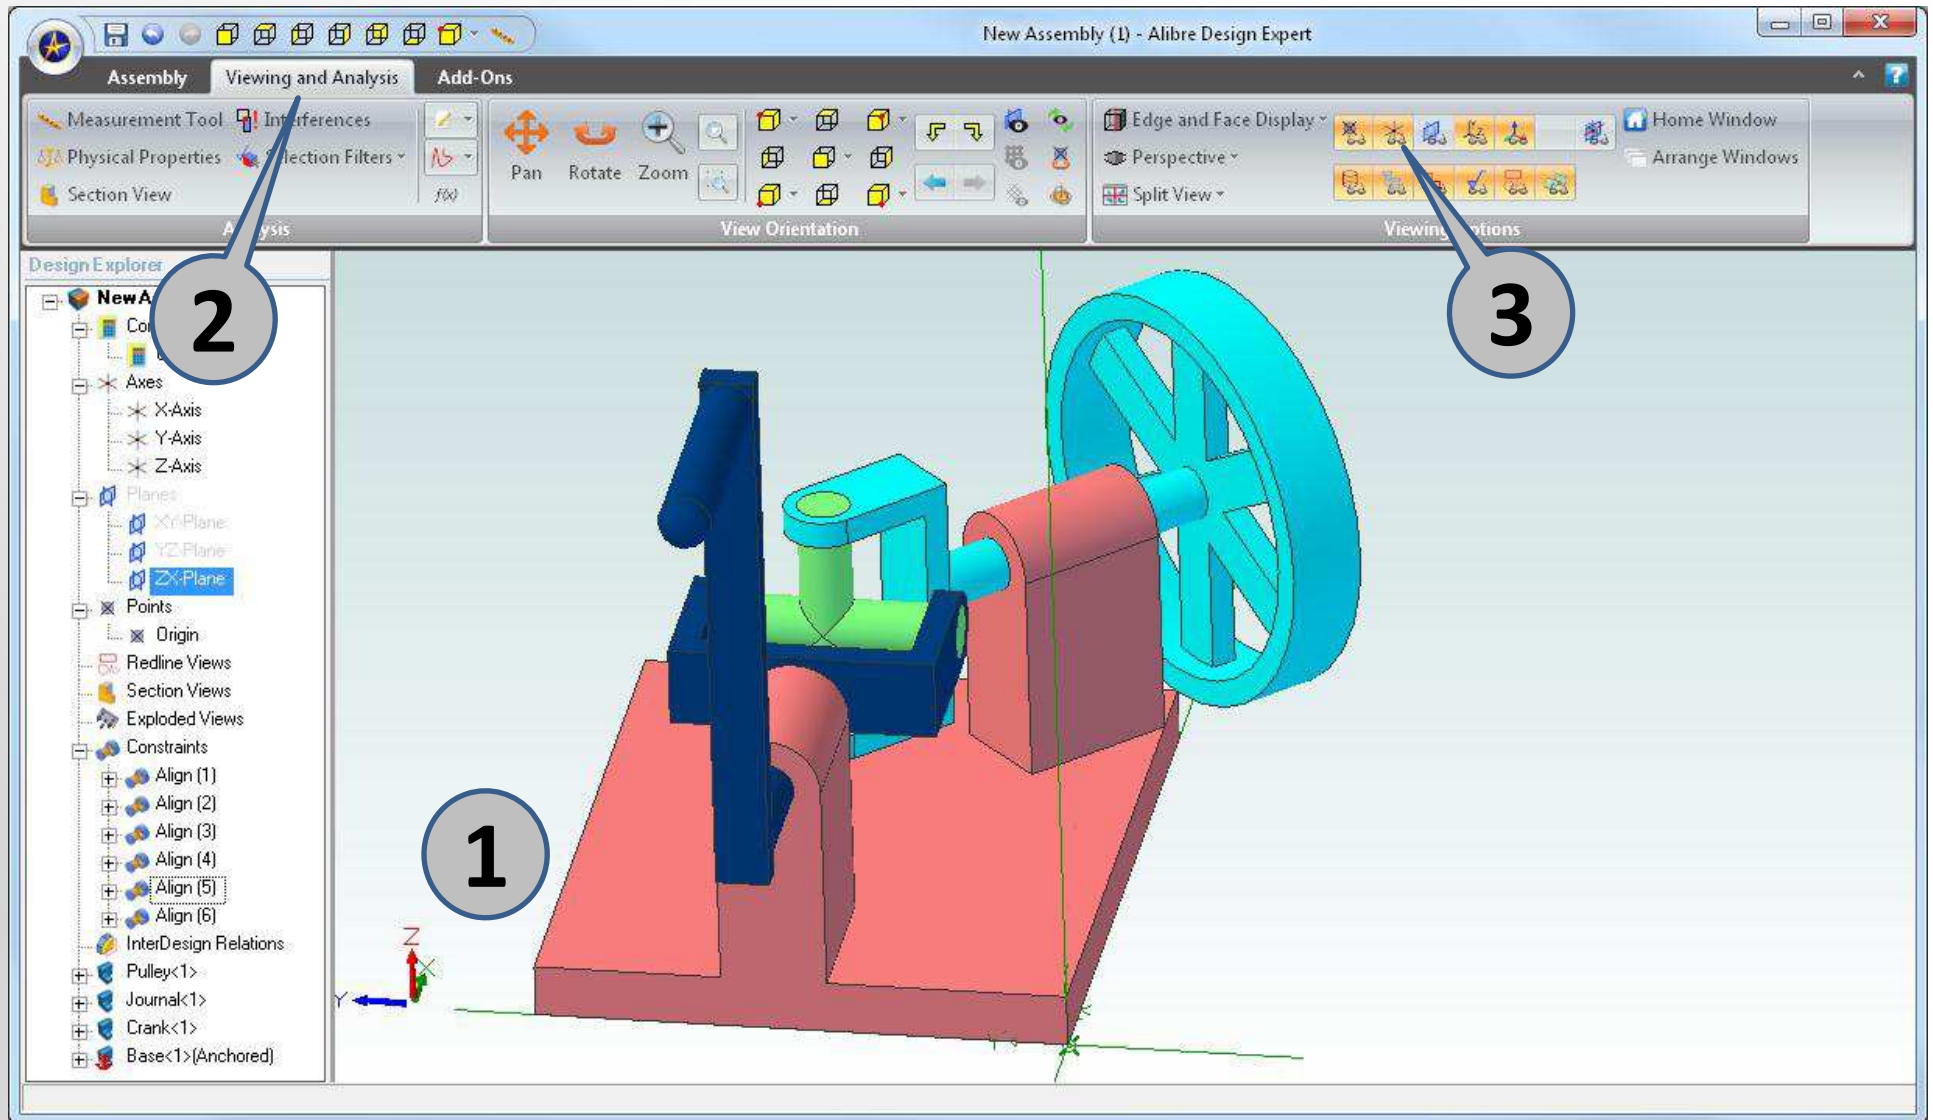 New Assembly (1) - Alibre Design Expert
Assembly
Viewing and Analysis
Add-Ons
Measurement Tool
Interferences
Physical Properties
Selection Filters
Section View
f(x)
Pan
Rotate
Zoom
View Orientation
Edge and Face Display
Perspective
Split View
Home Window
Arrange Windows
Viewing
2
3
1
Design Explorer
New A
Axes
X-Axis
Y-Axis
Z-Axis
Planes
XY-Plane
YZ-Plane
ZX-Plane
Points
Origin
Redline Views
Section Views
Exploded Views
Constraints
Align (1)
Align (2)
Align (3)
Align (4)
Align (5)
Align (6)
InterDesign Relations
Pulley<1>
Journal<1>
Crank<1>
Base<1>(Anchored)
Z
X
Y